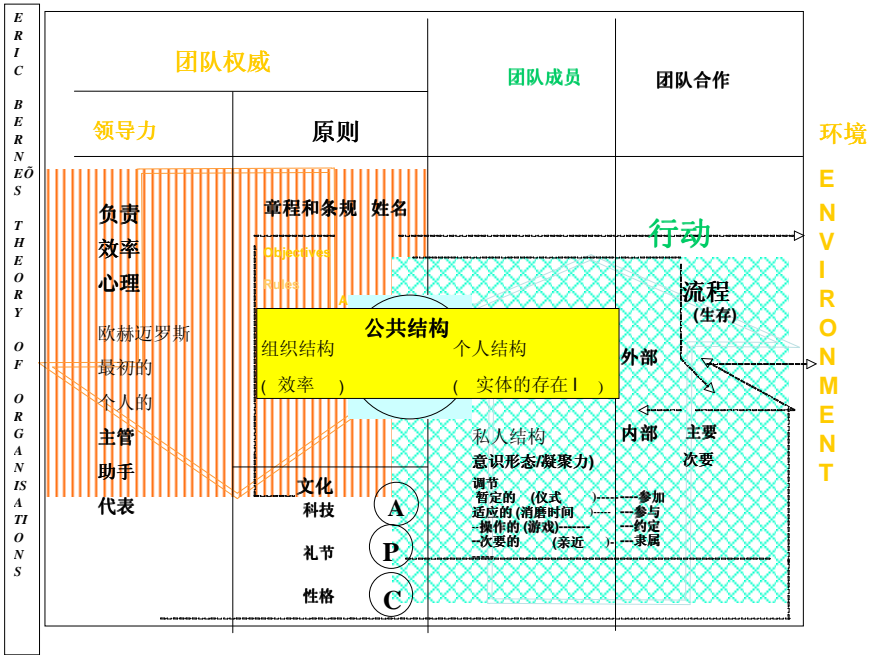 ERIC BERNEÕS THEORY OF ORGANISATIONS
团队权威
团队成员
团队合作
领导力
原则
环境
ENVIRONMENT
负责
效率
心理
欧赫迈罗斯
最初的
个人的
主管
助手
代表
章程和条规 姓名
Objectives
Rules
A
行动
流程
(生存)
公共结构
组织结构 个人结构
( 效率 ) ( 实体的存在 I )
外部
内部 主要
次要
私人结构
意识形态/凝聚力)
调节
暂定的 (仪式 )-----·----参加
适应的 (消磨时间 )-----·----参与
--操作的 (游戏)-------- ----约定
--次要的 (亲近 )- ---隶属
文化
科技 A
礼节 P
性格 C